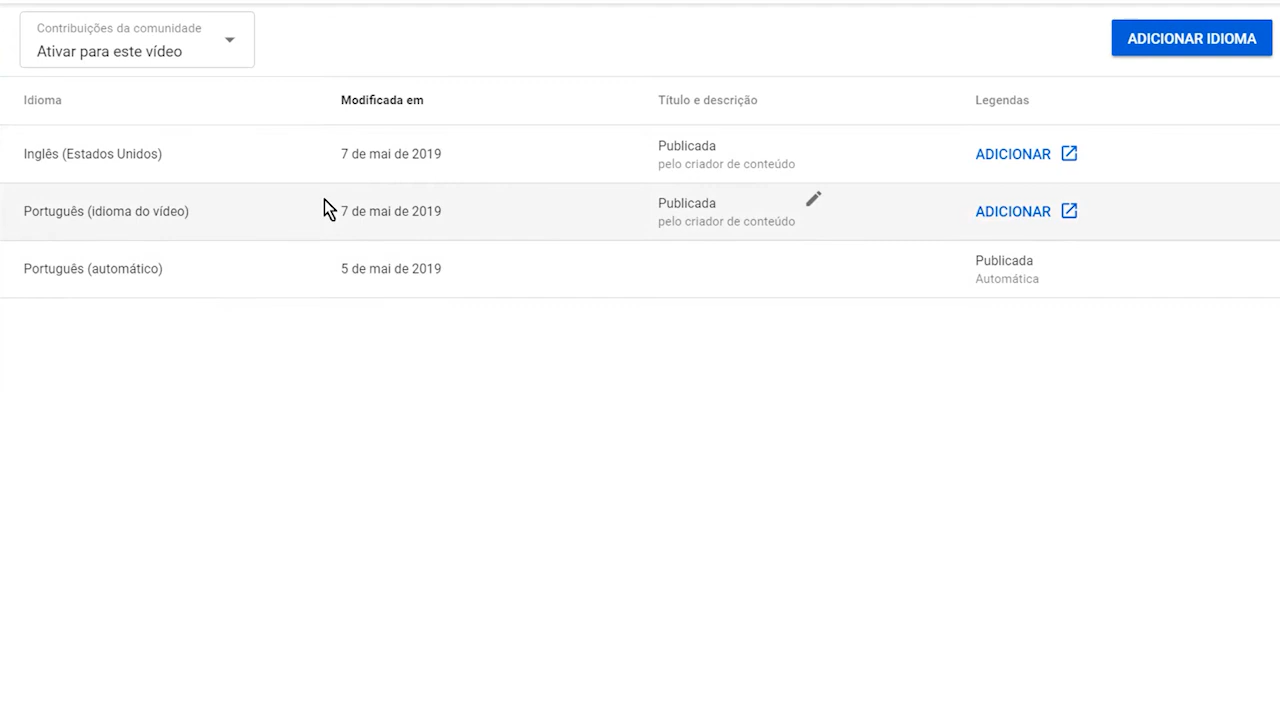 Contribuições da comunidade
Ativar para este vídeo
ADICIONAR IDIOMA
Idioma Modificada em Título e descrição Legendas
Inglês (Estados Unidos) 7 de mai de 2019 Publicada ADICIONAR
pelo criador de conteúdo
Português (idioma do vídeo) 7 de mai de 2019 Publicada ADICIONAR
pelo criador de conteúdo
Português (automático) 5 de mai de 2019 Publicada
Automática